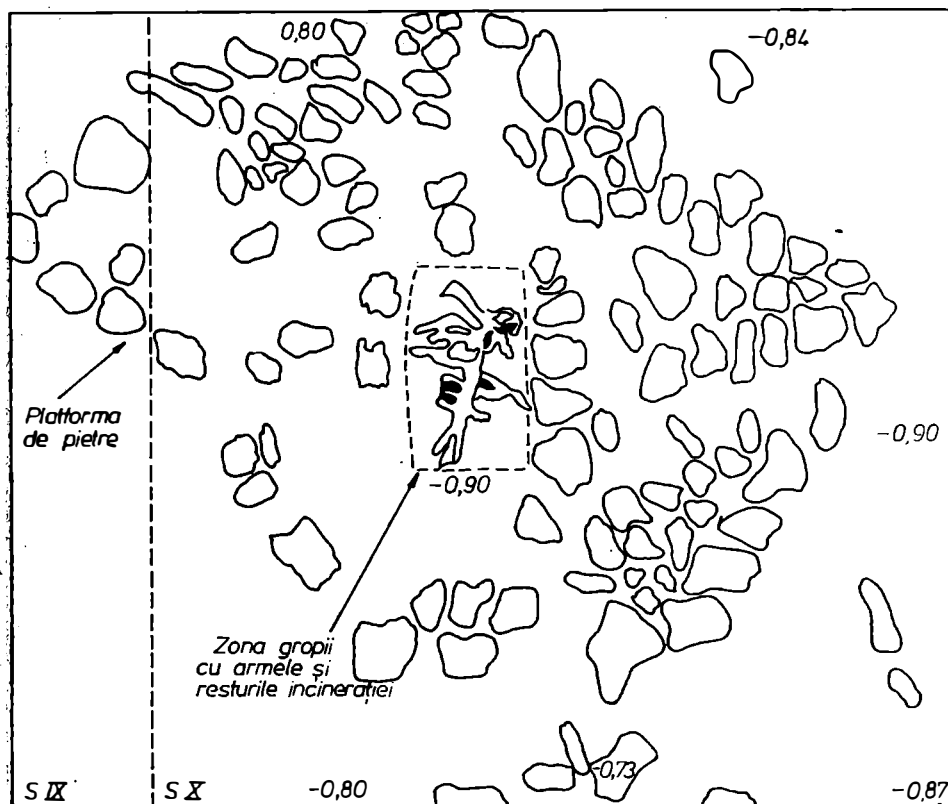 0,80
-0,84
Platforma
de pietre
-0,90
-0,90
Zona gropii
cu armele și
resturile incinerației
-0,73
S IX
S X
-0,80
-0,87